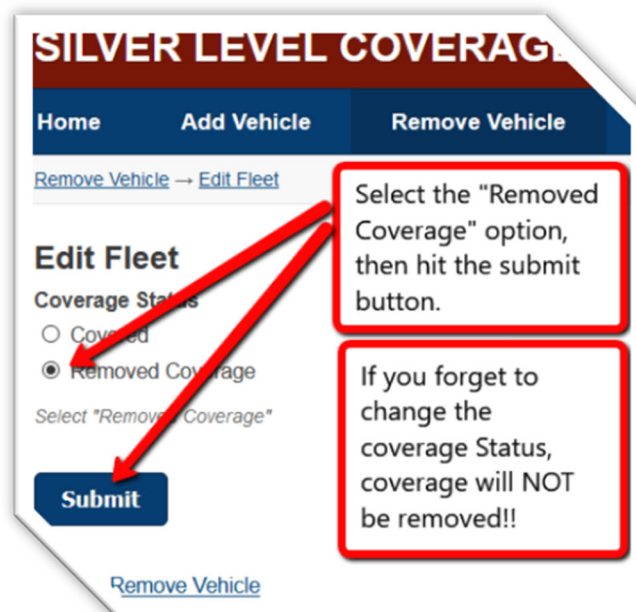 SILVER LEVEL COVERAGE
Home Add Vehicle Remove Vehicle
Remove Vehicle → Edit Fleet
Select the "Removed
Coverage" option,
then hit the submit
button.
Edit Fleet
Coverage Status
Covered
Removed Coverage
Select "Removed Coverage"
If you forget to
change the
coverage Status,
coverage will NOT
be removed!!
Submit
Remove Vehicle